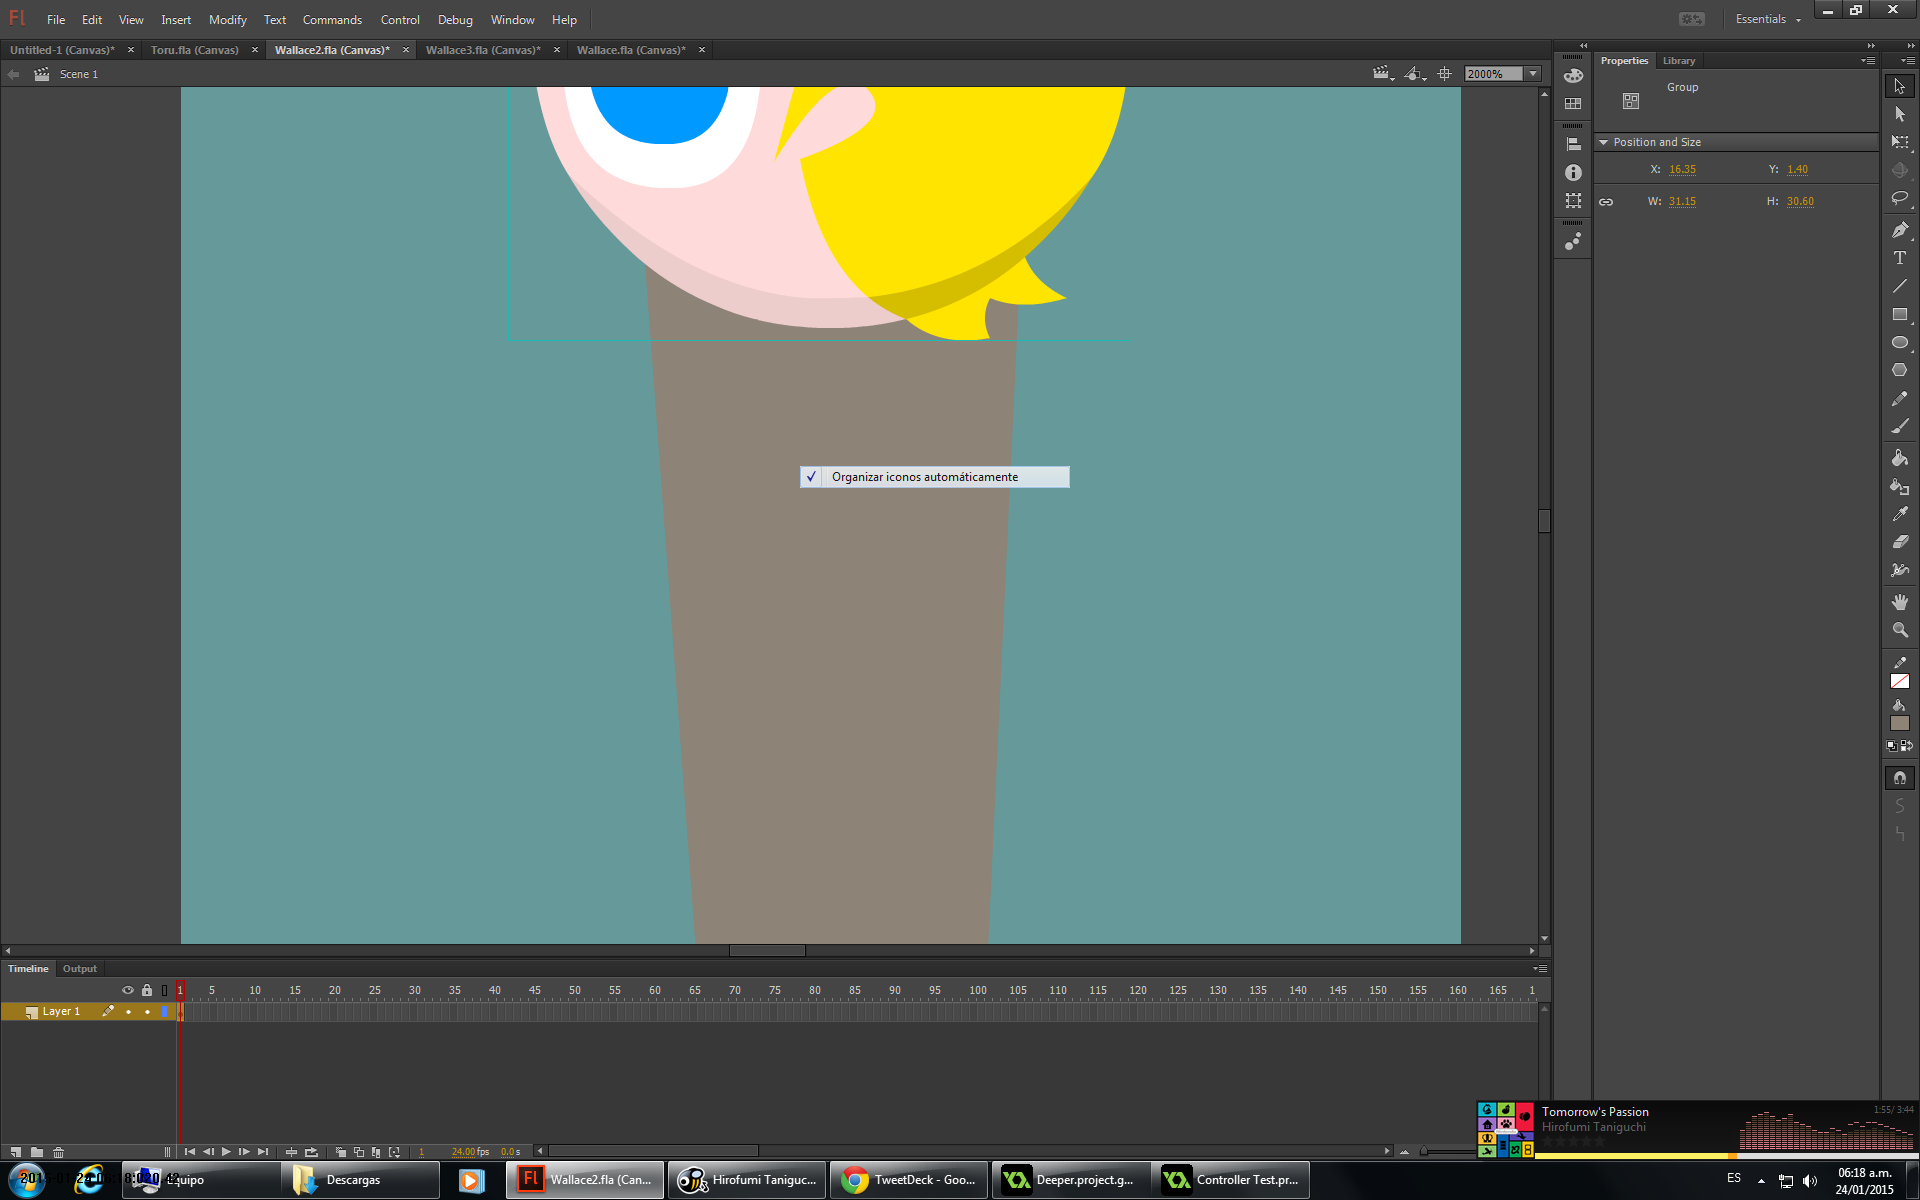 Fl File Edit View Insert Modify Text Commands Control Debug Window Help Essentials
Untitled-1 (Canvas)* Toru.fla (Canvas) Wallace2.fla (Canvas)* Wallace3.fla (Canvas)* Wallace.fla (Canvas)*
Scene 1 2000%
Properties Library
Group
Position and Size
X: 16.35 Y: 1.40
W: 31.15 H: 30.60
Organizar iconos automáticamente
Timeline Output
1 5 10 15 20 25 30 35 40 45 50 55 60 65 70 75 80 85 90 95 100 105 110 115 120 125 130 135 140 145 150 155 160 165 1
Layer 1
1 24.00 fps 0.0 s
Tomorrow's Passion 1:55/ 3:44
Hirofumi Taniguchi
Equipo Descargas Fl Wallace2.fla (Can... Hirofumi Taniguc... TweetDeck - Goo... Deeper.project.g... Controller Test.pr... ES
06:18 a.m.
24/01/2015